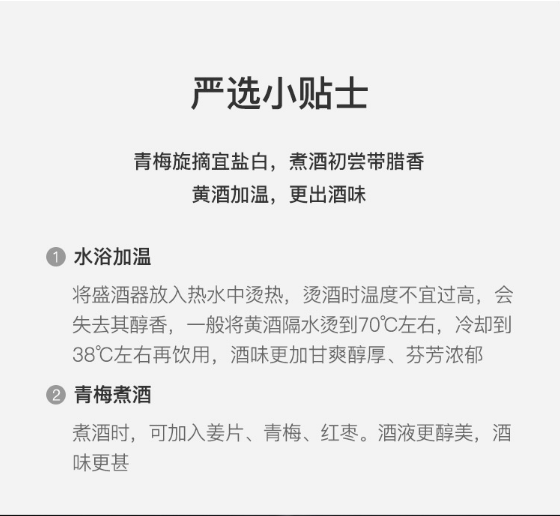 严选小贴士
青梅旋摘宜盐白，煮酒初尝带腊香
黄酒加温，更出酒味
1 水浴加温
将盛酒器放入热水中烫热，烫酒时温度不宜过高，会
失去其醇香，一般将黄酒隔水烫到70℃左右，冷却到
38℃左右再饮用，酒味更加甘爽醇厚、芬芳浓郁
2 青梅煮酒
煮酒时，可加入姜片、青梅、红枣。酒液更醇美，酒
味更甚